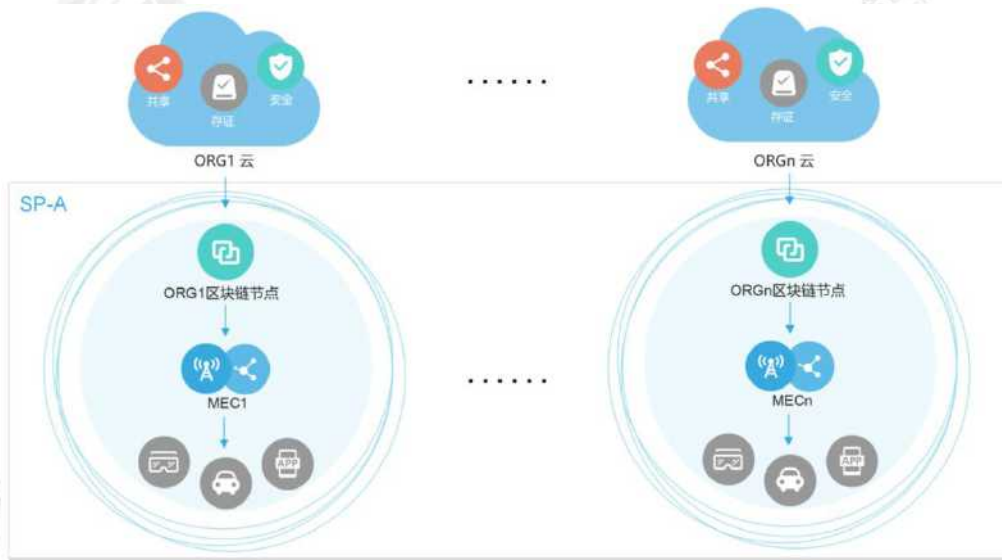 共享
存证
安全
ORG1 云
......
共享
存证
安全
ORGn 云
SP-A
ORG1区块链节点
MEC1
APP
......
ORGn区块链节点
MECn
APP